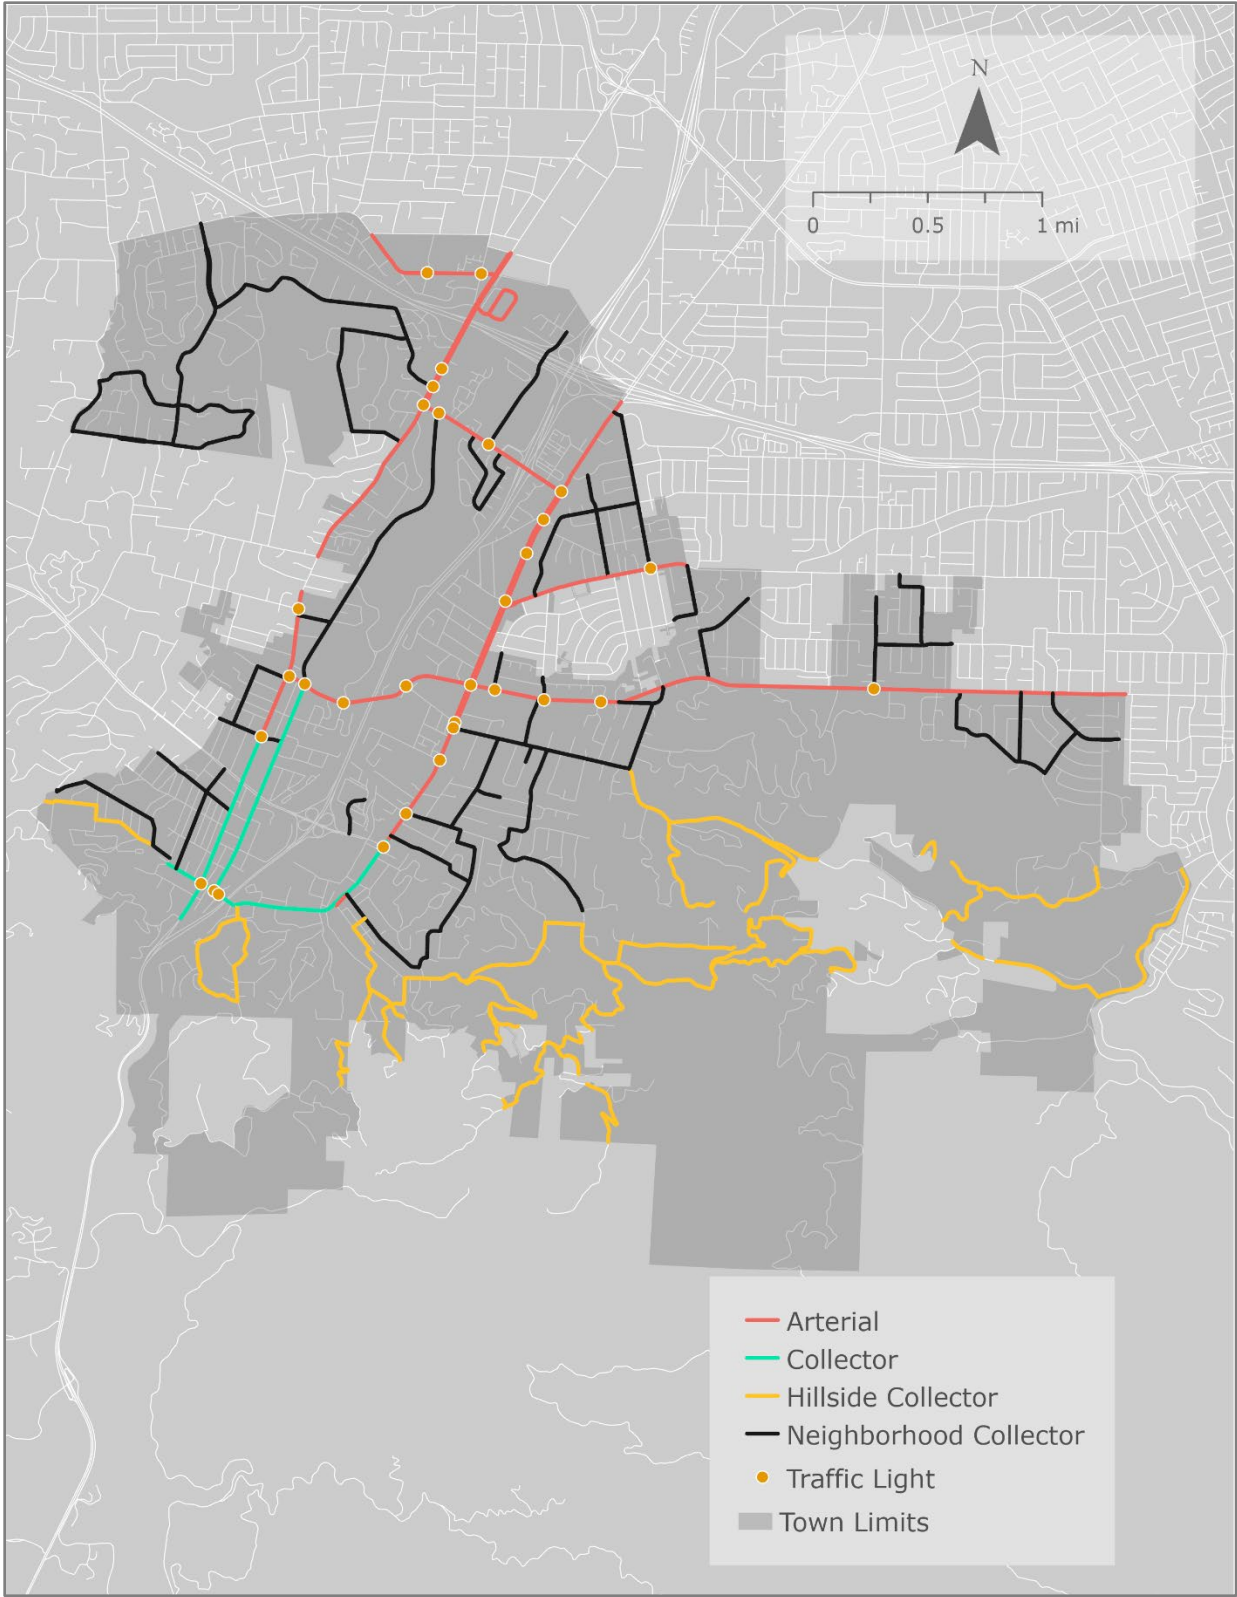 N
0 0.5 1 mi
Arterial
Collector
Hillside Collector
Neighborhood Collector
Traffic Light
Town Limits